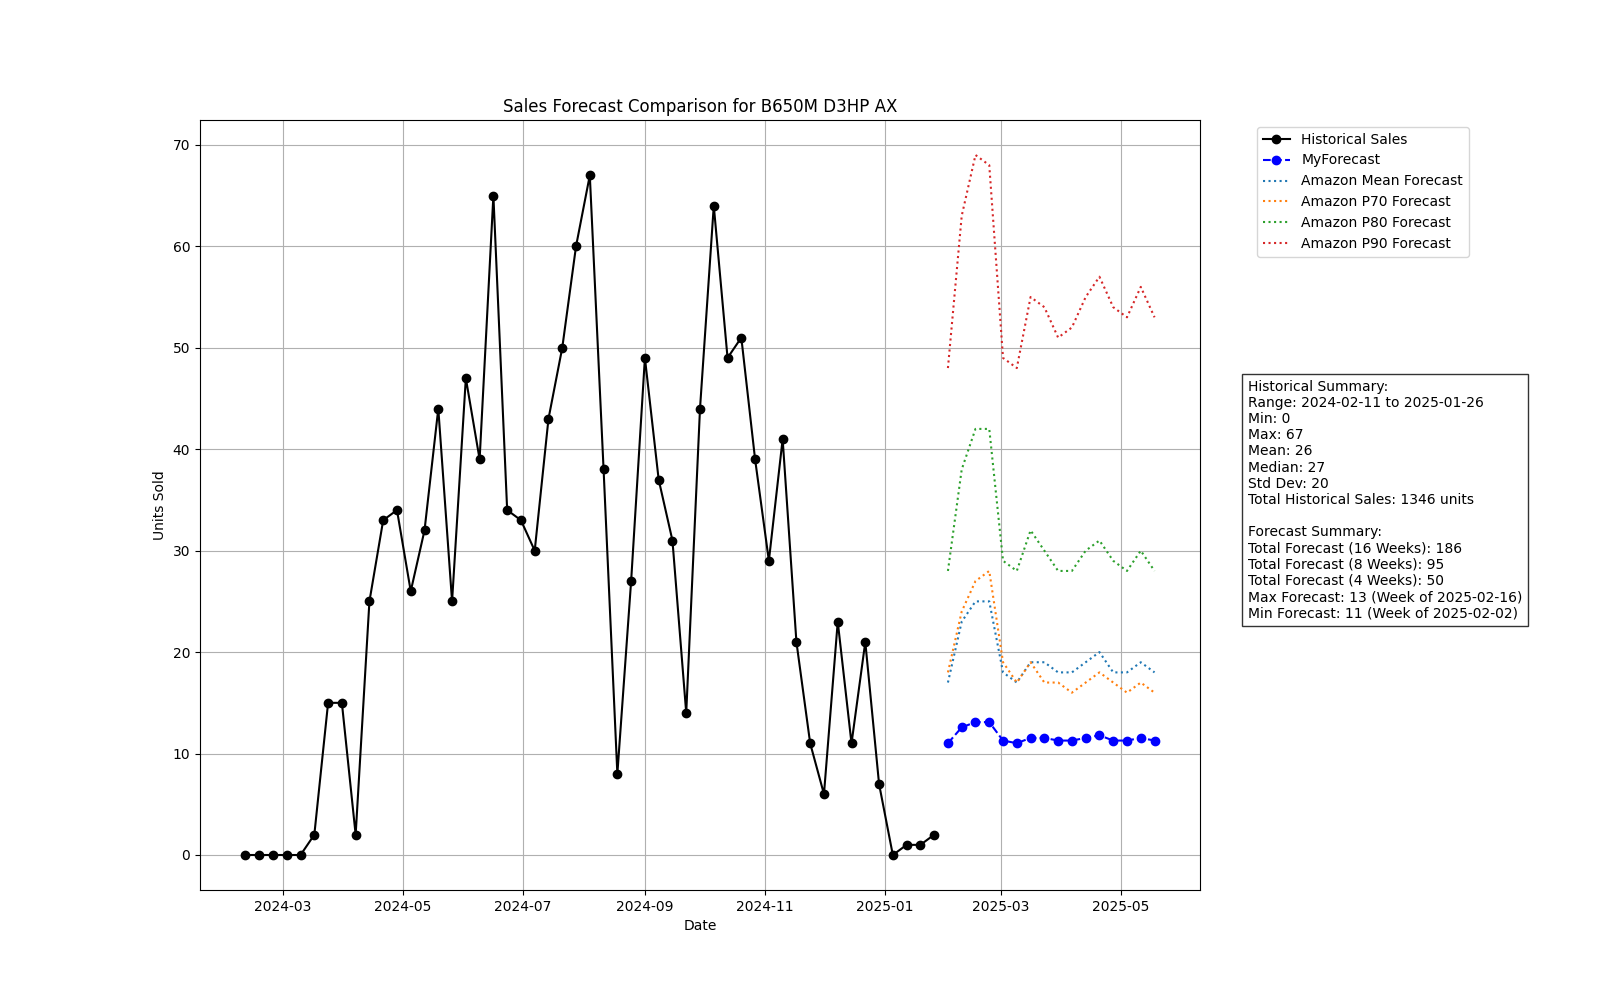 Sales Forecast Comparison for B650M D3HP AX
Historical Sales
MyForecast
Amazon Mean Forecast
Amazon P70 Forecast
Amazon P80 Forecast
Amazon P90 Forecast
70
60
50
40
30
20
10
0
Units Sold
2024-03
2024-05
2024-07
2024-09
2024-11
2025-01
2025-03
2025-05
Date
Historical Summary:
Range: 2024-02-11 to 2025-01-26
Min: 0
Max: 67
Mean: 26
Median: 27
Std Dev: 20
Total Historical Sales: 1346 units
Forecast Summary:
Total Forecast (16 Weeks): 186
Total Forecast (8 Weeks): 95
Total Forecast (4 Weeks): 50
Max Forecast: 13 (Week of 2025-02-16)
Min Forecast: 11 (Week of 2025-02-02)